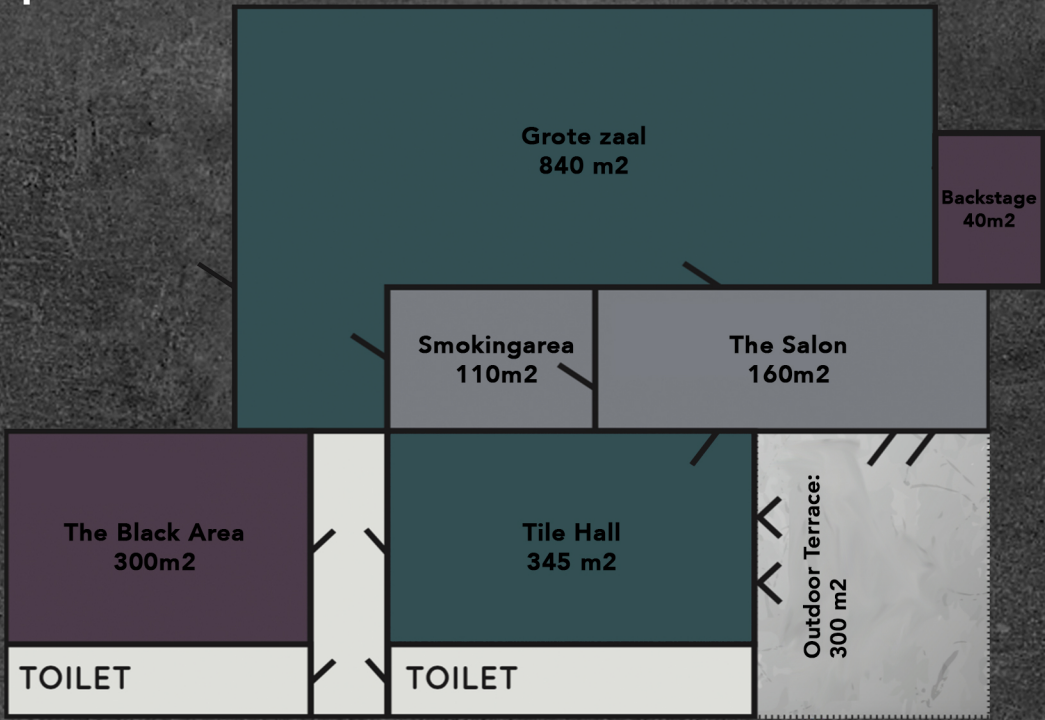 Grote zaal
840 m2
Backstage
40m2
Smokingarea
110m2
The Salon
160m2
The Black Area
300m2
Tile Hall
345 m2
Outdoor Terrace:
300 m2
TOILET
TOILET